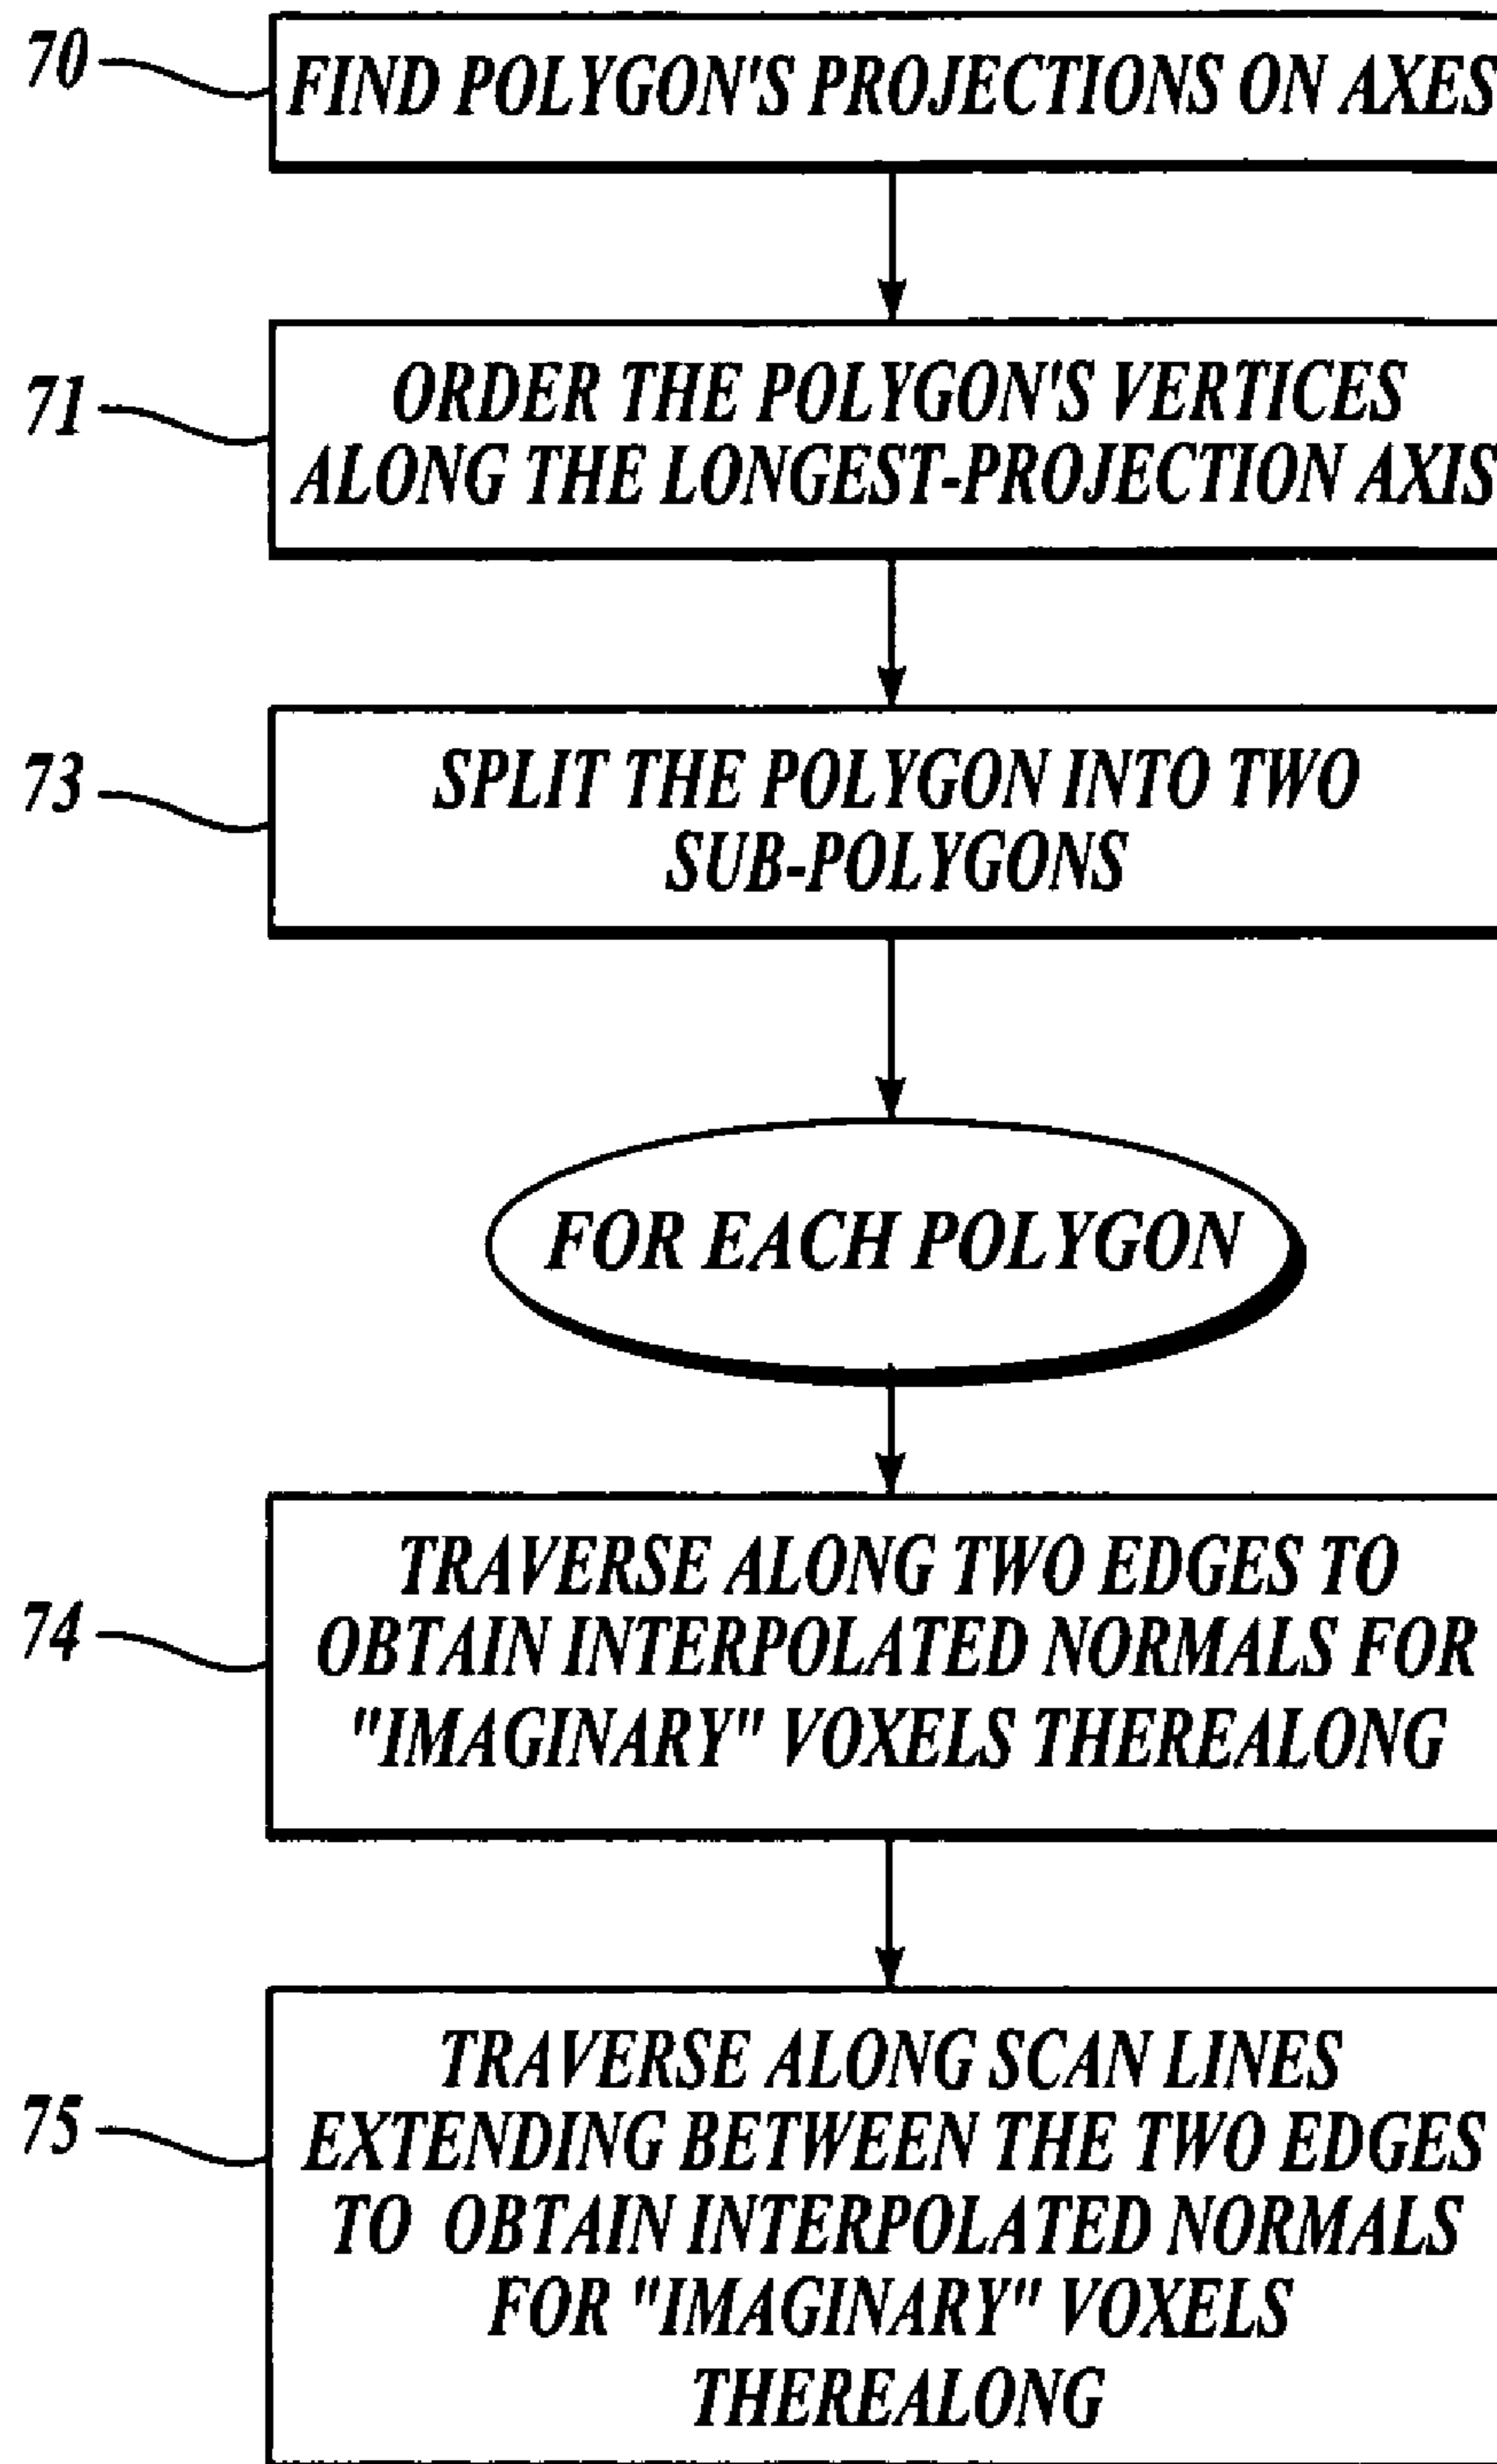 70
FIND POLYGON'S PROJECTIONS ON AXES
71
ORDER THE POLYGON'S VERTICES
ALONG THE LONGEST-PROJECTION AXIS
73
SPLIT THE POLYGON INTO TWO
SUB-POLYGONS
FOR EACH POLYGON
74
TRAVERSE ALONG TWO EDGES TO
OBTAIN INTERPOLATED NORMALS FOR
"IMAGINARY" VOXELS THEREALONG
75
TRAVERSE ALONG SCAN LINES
EXTENDING BETWEEN THE TWO EDGES
TO OBTAIN INTERPOLATED NORMALS
FOR "IMAGINARY" VOXELS
THEREALONG